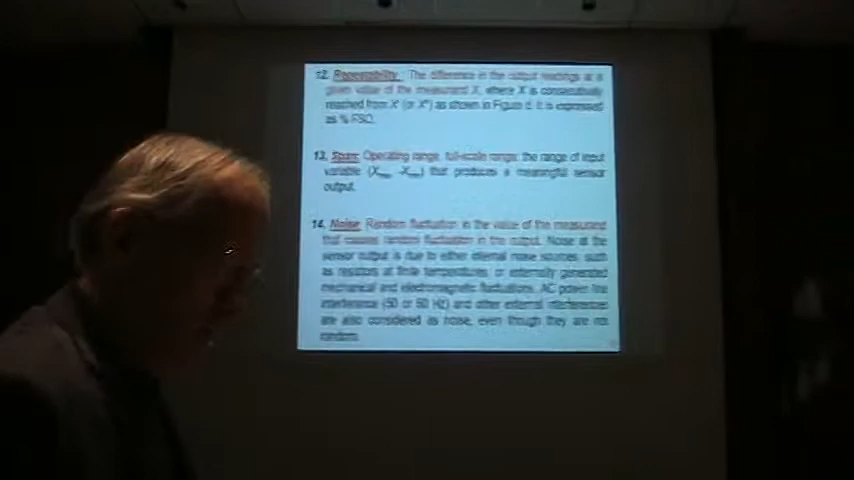 12. Repeatability: The difference in the output readings at a
given value of the measurand X, where X is consecutively
reached from X' (or X") as shown in Figure d. It is expressed
as % FSO.
13. Span: Operating range, full-scale range: the range of input
variable (Xmax -Xmin) that produces a meaningful sensor
output.
14. Noise: Random fluctuation in the value of the measurand
that causes random fluctuation in the output. Noise at the
sensor output is due to either internal noise sources, such
as resistors at finite temperatures, or externally generated
mechanical and electromagnetic fluctuations. AC power line
interference (50 or 60 Hz) and other external interferences
are also considered as noise, even though they are not
random.